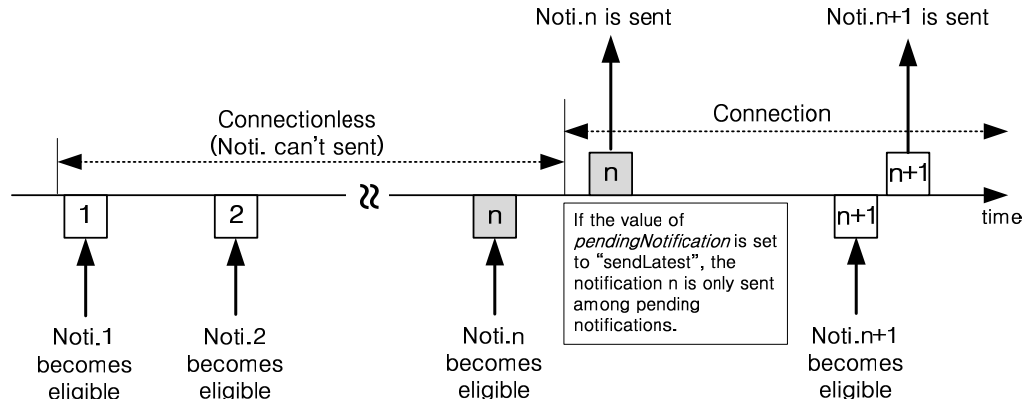 Noti.n is sent
Noti.n+1 is sent
Connectionless
(Noti. can't sent)
Connection
n
n+1
1
2
n
n+1
time
If the value of
pendingNotification is set
to "sendLatest", the
notification n is only sent
among pending
notifications.
Noti.1
becomes
eligible
Noti.2
becomes
eligible
Noti.n
becomes
eligible
Noti.n+1
becomes
eligible